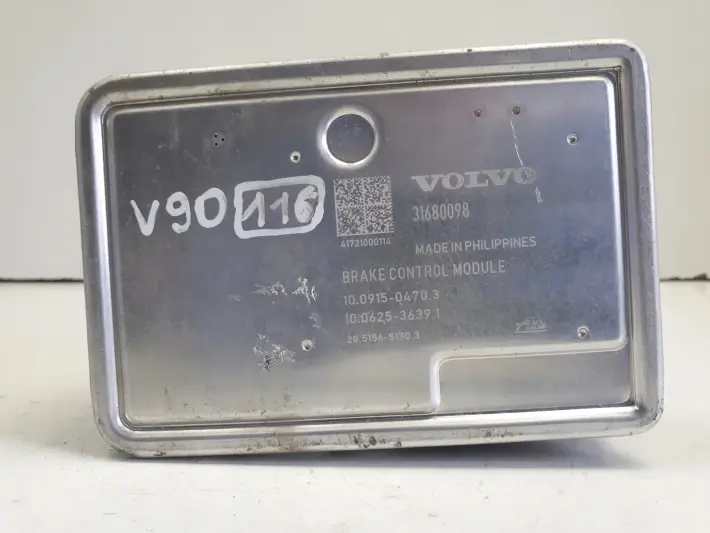 V90 116
VOLVO
31680098
41721000114
MADE IN PHILIPPINES
BRAKE CONTROL MODULE
10.0915-0470.3
10.0625-3639.1
28.5156-5170.3
Ate